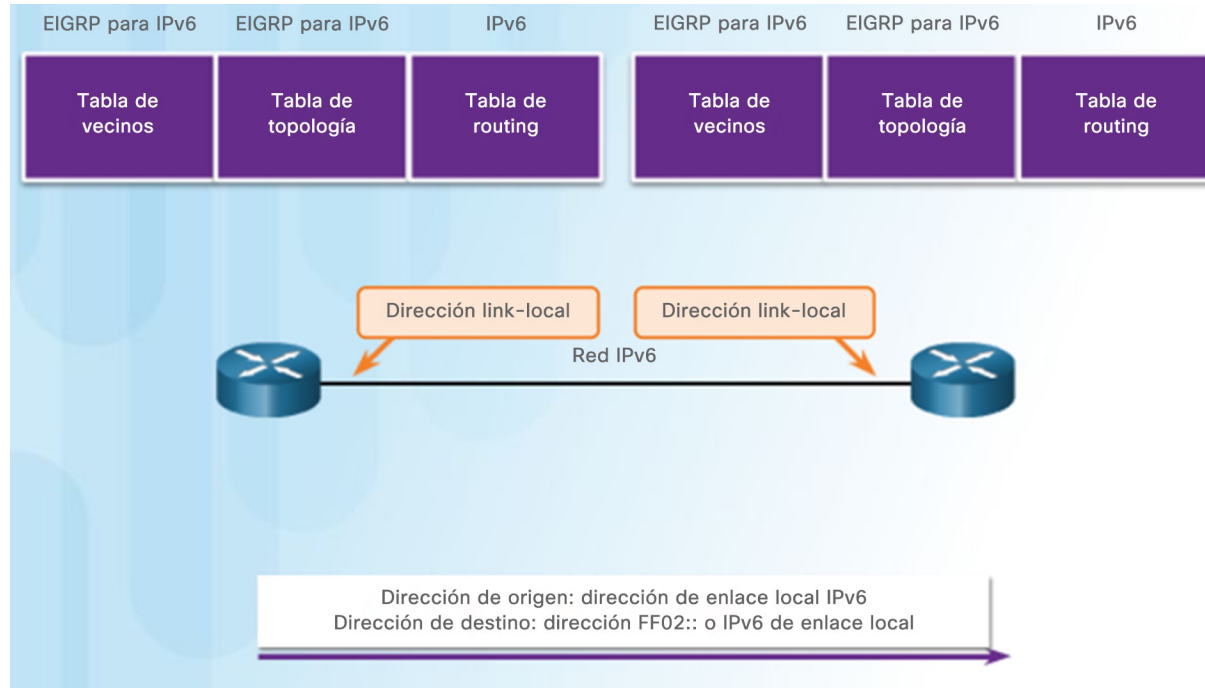 EIGRP para IPv6 EIGRP para IPv6 IPv6 EIGRP para IPv6 EIGRP para IPv6 IPv6
Tabla de
vecinos
Tabla de
topología
Tabla de
routing
Tabla de
vecinos
Tabla de
topología
Tabla de
routing
Dirección link-local
Dirección link-local
Red IPv6
Dirección de origen: dirección de enlace local IPv6
Dirección de destino: dirección FF02:: o IPv6 de enlace local